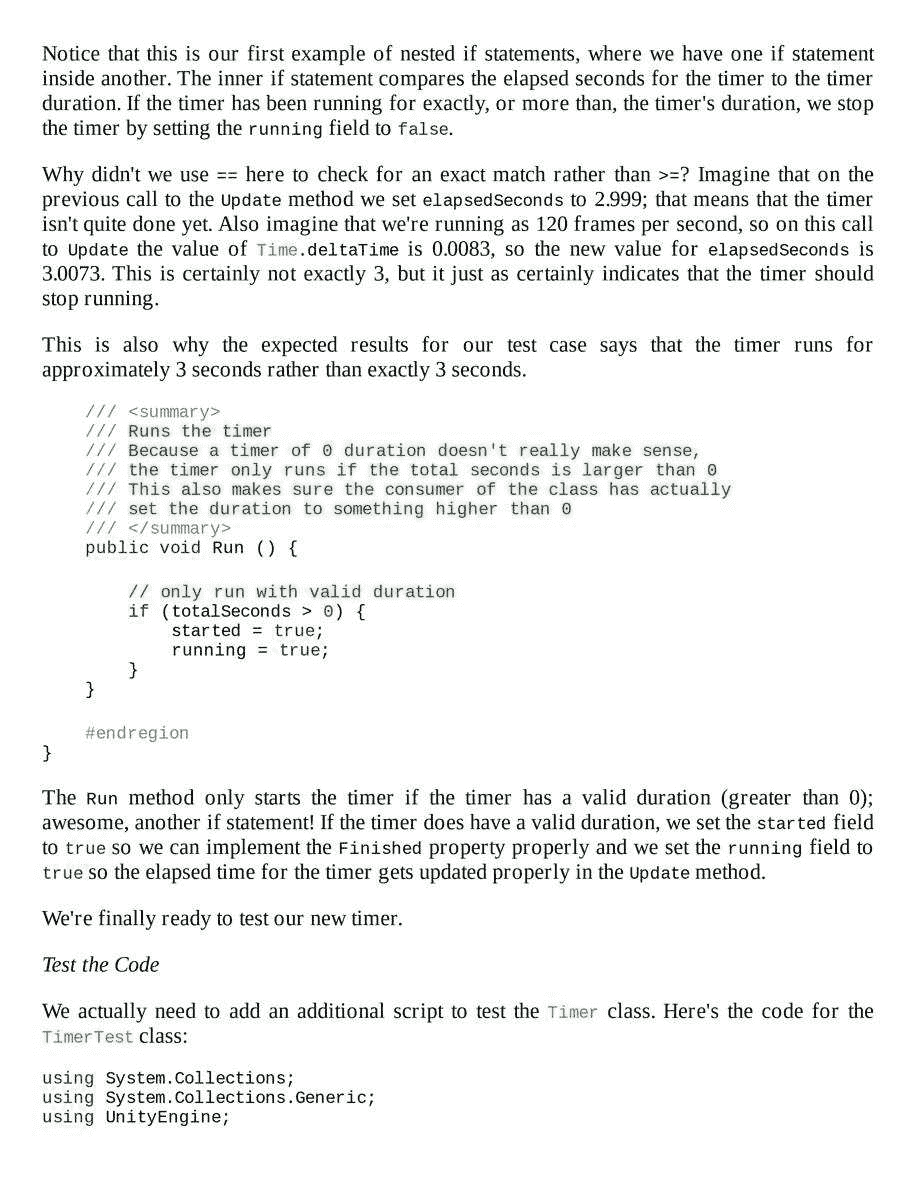 Notice that this is our first example of nested if statements, where we have one if statement
inside another. The inner if statement compares the elapsed seconds for the timer to the timer
duration. If the timer has been running for exactly, or more than, the timer's duration, we stop
the timer by setting the running field to false.
Why didn't we use == here to check for an exact match rather than >=? Imagine that on the
previous call to the Update method we set elapsedSeconds to 2.999; that means that the timer
isn't quite done yet. Also imagine that we're running as 120 frames per second, so on this call
to Update the value of Time.deltaTime is 0.0083, so the new value for elapsedSeconds is
3.0073. This is certainly not exactly 3, but it just as certainly indicates that the timer should
stop running.
This is also why the expected results for our test case says that the timer runs for
approximately 3 seconds rather than exactly 3 seconds.
/// <summary>
/// Runs the timer
/// Because a timer of 0 duration doesn't really make sense,
/// the timer only runs if the total seconds is larger than 0
/// This also makes sure the consumer of the class has actually
/// set the duration to something higher than 0
/// </summary>
public void Run () {
// only run with valid duration
if (totalSeconds > 0) {
started = true;
running = true;
}
}
#endregion
}
The Run method only starts the timer if the timer has a valid duration (greater than 0);
awesome, another if statement! If the timer does have a valid duration, we set the started field
to true so we can implement the Finished property properly and we set the running field to
true so the elapsed time for the timer gets updated properly in the Update method.
We're finally ready to test our new timer.
Test the Code
We actually need to add an additional script to test the Timer class. Here's the code for the
TimerTest class:
using System.Collections;
using System.Collections.Generic;
using UnityEngine;